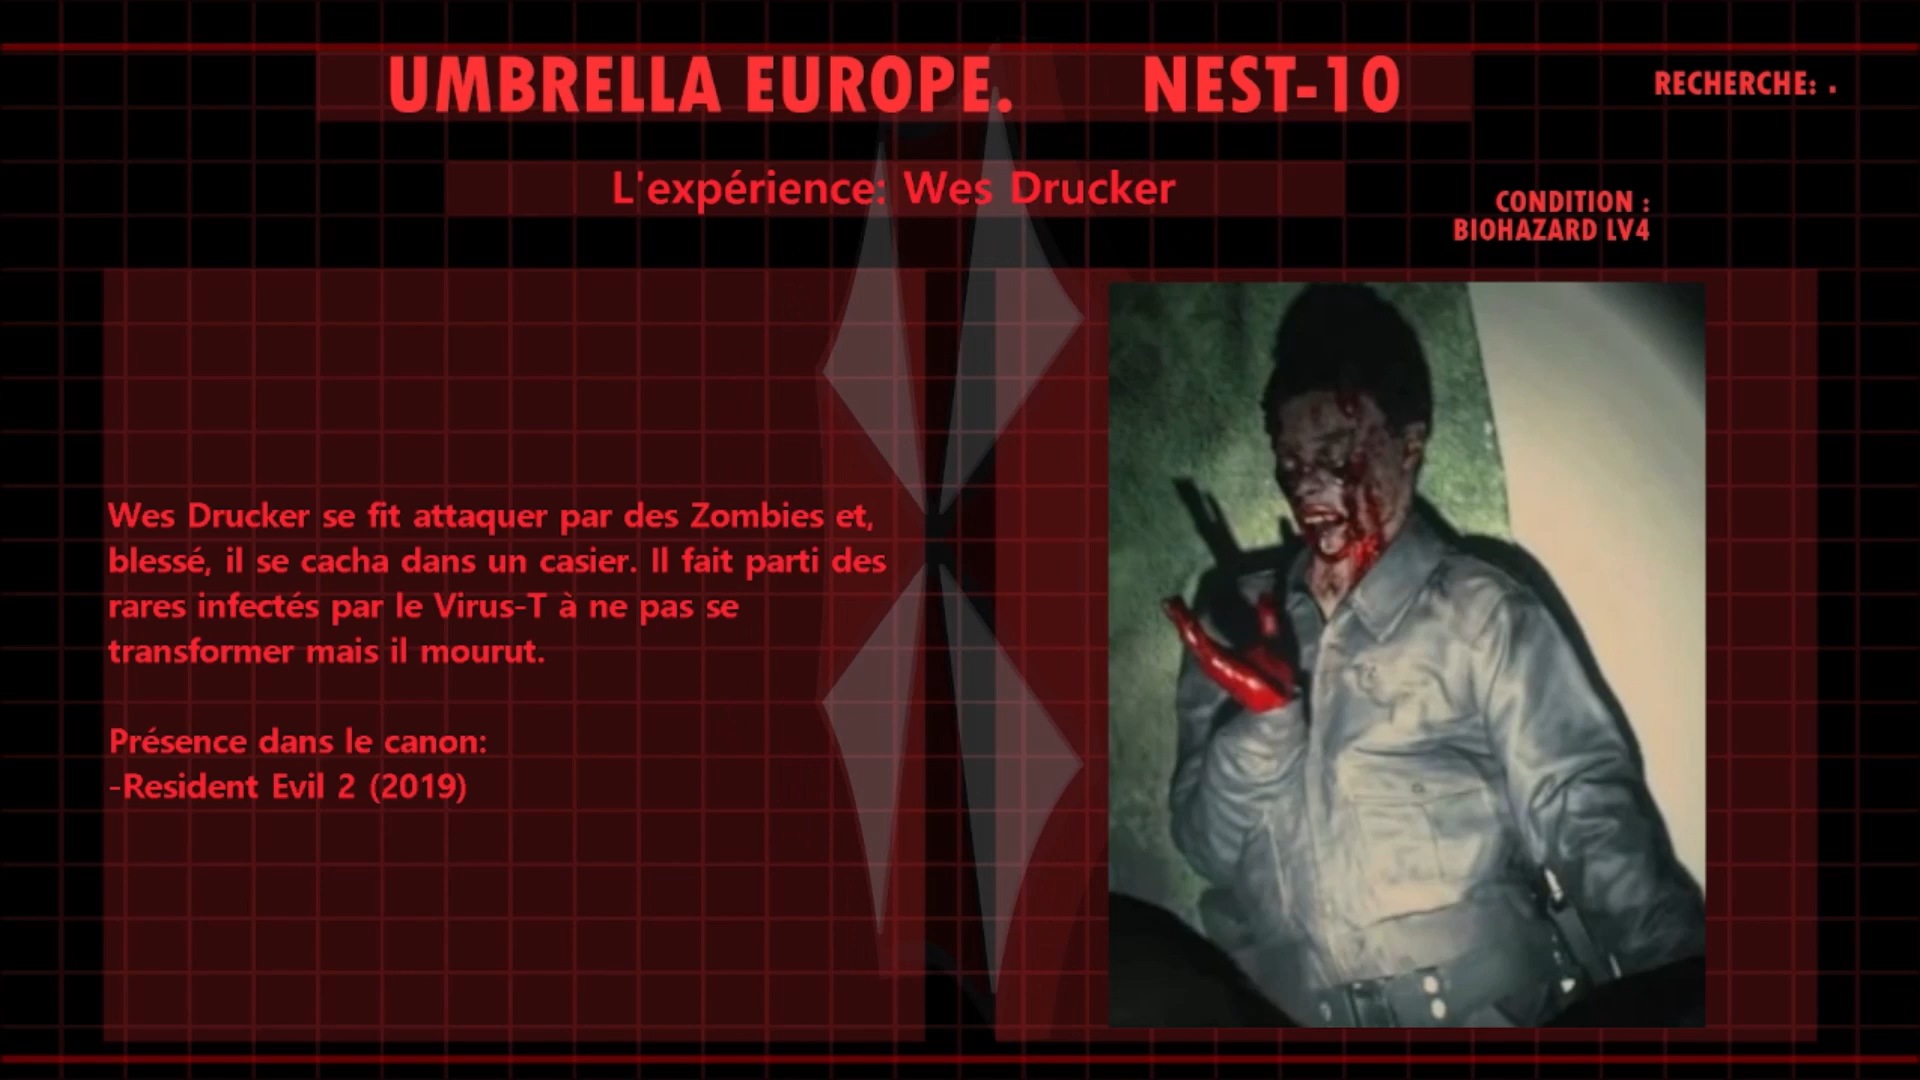 UMBRELLA EUROPE. NEST-10
RECHERCHE: .
L'expérience: Wes Drucker
CONDITION :
BIOHAZARD LV4
Wes Drucker se fit attaquer par des Zombies et,
blessé, il se cacha dans un casier. Il fait parti des
rares infectés par le Virus-T à ne pas se
transformer mais il mourut.
Présence dans le canon:
-Resident Evil 2 (2019)